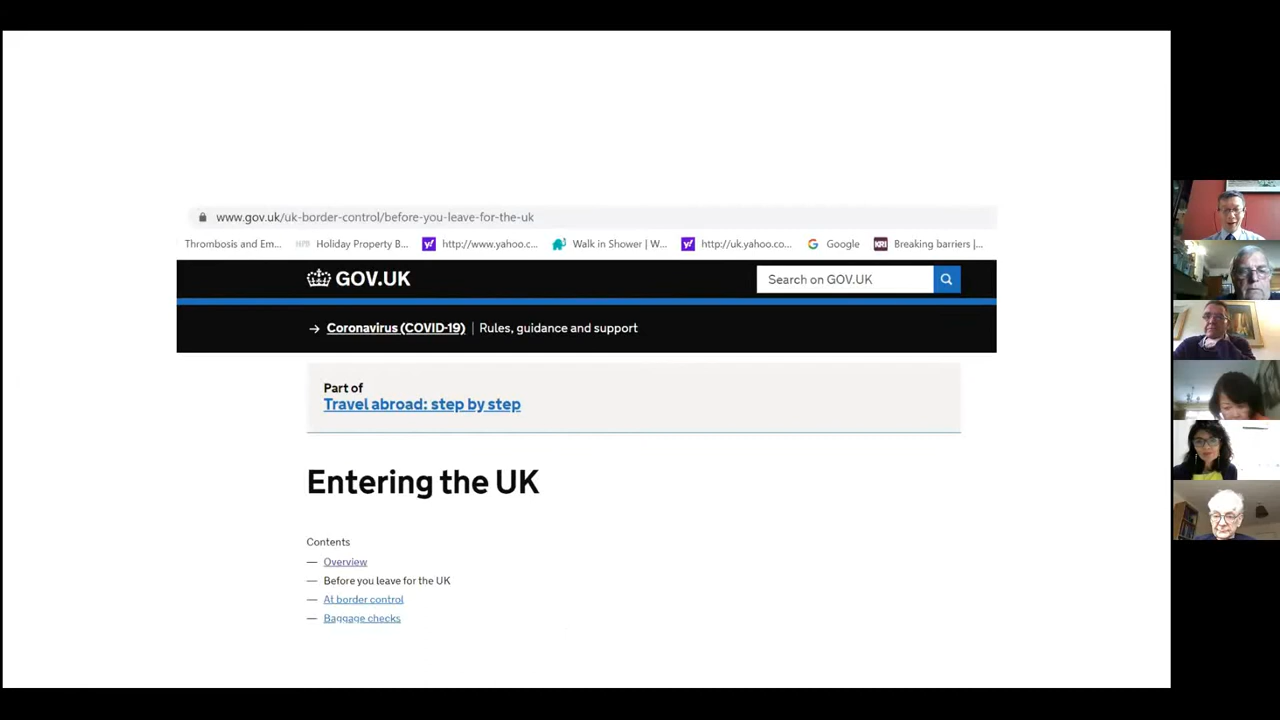 www.gov.uk/uk-border-control/before-you-leave-for-the-uk
Thrombosis and Em... HPB Holiday Property B... y! http://www.yahoo.c... Walk in Shower | W... y! http://uk.yahoo.co... G Google KRI Breaking barriers |...
GOV.UK Search on GOV.UK
→ Coronavirus (COVID-19) | Rules, guidance and support
Part of
Travel abroad: step by step
Entering the UK
Contents
— Overview
— Before you leave for the UK
— At border control
— Baggage checks